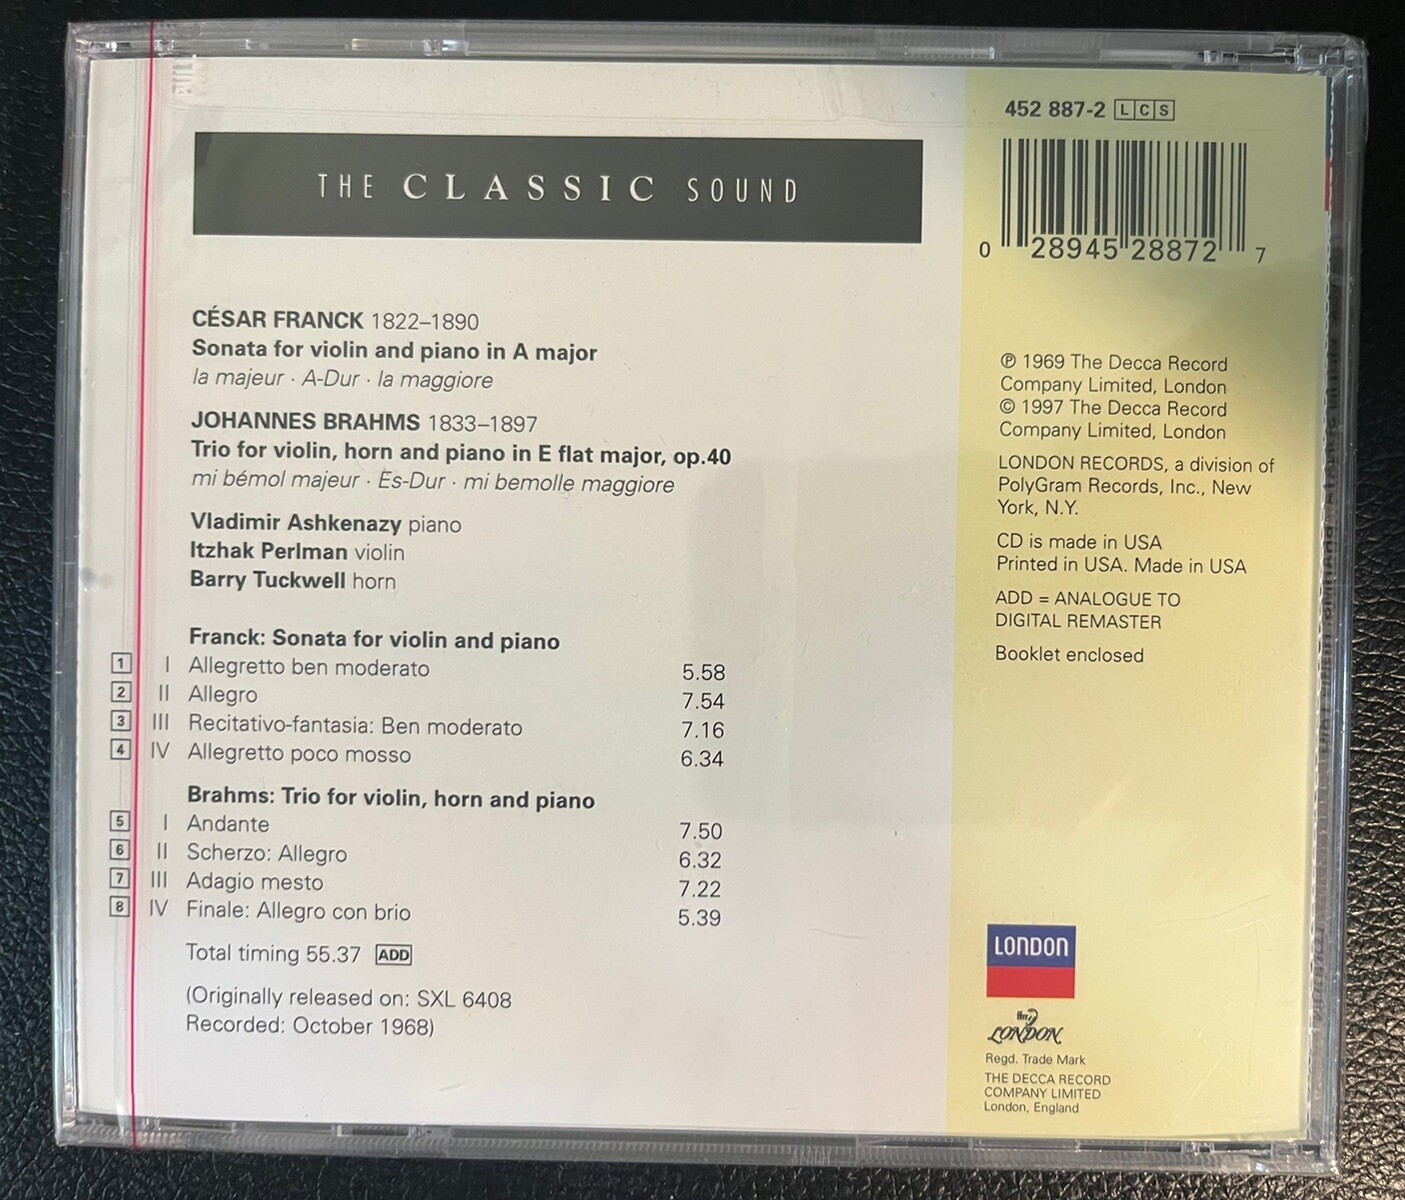 PULL
THE CLASSIC SOUND
CÉSAR FRANCK 1822–1890
Sonata for violin and piano in A major
la majeur · A-Dur · la maggiore
JOHANNES BRAHMS 1833–1897
Trio for violin, horn and piano in E flat major, op.40
mi bémol majeur · Es-Dur · mi bemolle maggiore
Vladimir Ashkenazy piano
Itzhak Perlman violin
Barry Tuckwell horn
Franck: Sonata for violin and piano
1 I Allegretto ben moderato 5.58
2 II Allegro 7.54
3 III Recitativo-fantasia: Ben moderato 7.16
4 IV Allegretto poco mosso 6.34
Brahms: Trio for violin, horn and piano
5 I Andante 7.50
6 II Scherzo: Allegro 6.32
7 III Adagio mesto 7.22
8 IV Finale: Allegro con brio 5.39
Total timing 55.37 ADD
(Originally released on: SXL 6408
Recorded: October 1968)
452 887-2 LCS
0 28945 28872 7
℗ 1969 The Decca Record
Company Limited, London
© 1997 The Decca Record
Company Limited, London
LONDON RECORDS, a division of
PolyGram Records, Inc., New
York, N.Y.
CD is made in USA
Printed in USA. Made in USA
ADD = ANALOGUE TO
DIGITAL REMASTER
Booklet enclosed
LONDON
ffrr
LONDON
Regd. Trade Mark
THE DECCA RECORD
COMPANY LIMITED
London, England